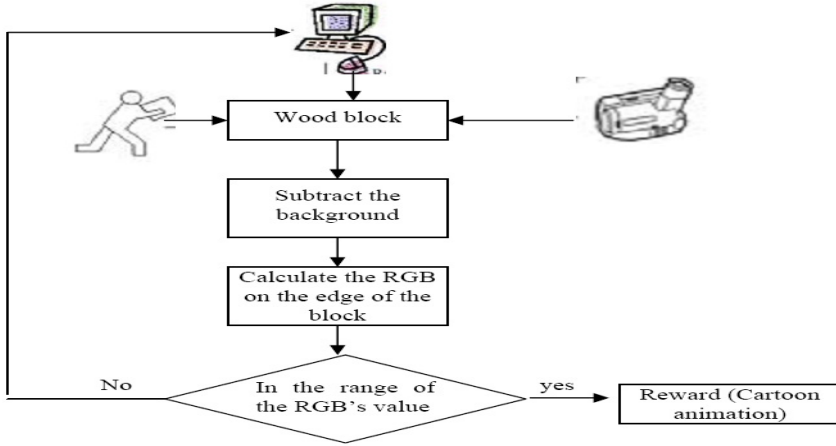 Wood block
Subtract the
background
Calculate the RGB
on the edge of the
block
In the range of
the RGB's value
No
yes
Reward (Cartoon
animation)